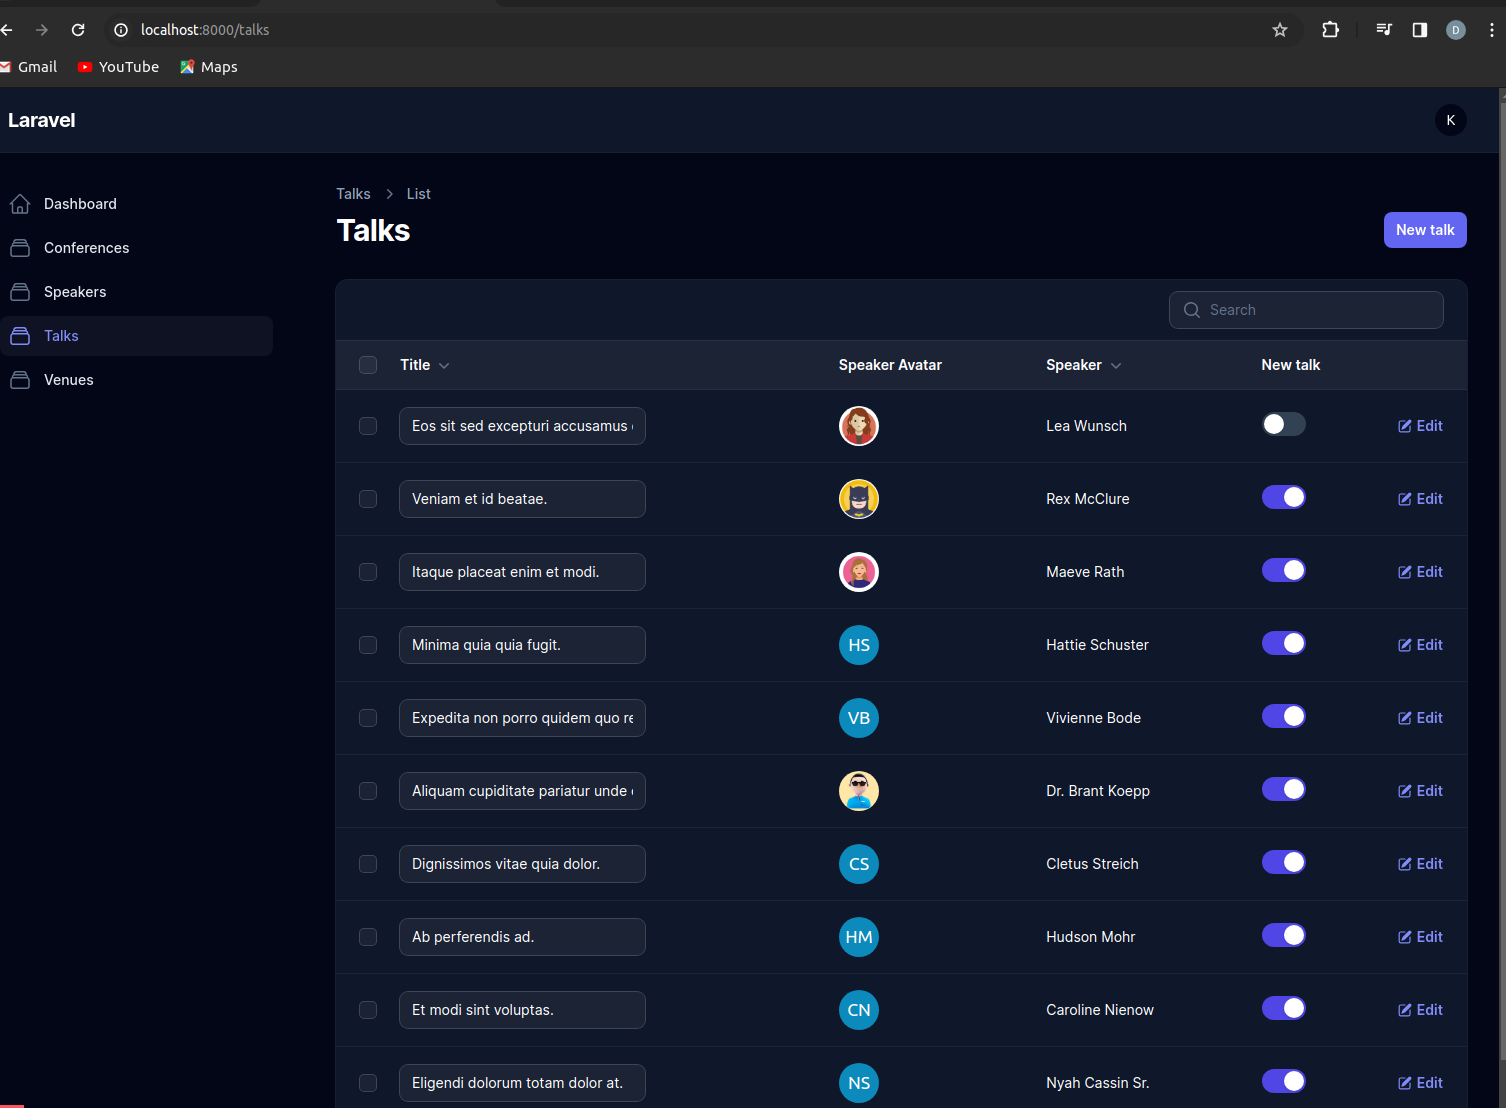 localhost:8000/talks
D
Gmail YouTube Maps
Laravel
K
Dashboard
Conferences
Speakers
Talks
Venues
Talks > List
Talks
New talk
Search
Title Speaker Avatar Speaker New talk
Eos sit sed excepturi accusamus Lea Wunsch Edit
Veniam et id beatae. Rex McClure Edit
Itaque placeat enim et modi. Maeve Rath Edit
Minima quia quia fugit. HS Hattie Schuster Edit
Expedita non porro quidem quo re VB Vivienne Bode Edit
Aliquam cupiditate pariatur unde Dr. Brant Koepp Edit
Dignissimos vitae quia dolor. CS Cletus Streich Edit
Ab perferendis ad. HM Hudson Mohr Edit
Et modi sint voluptas. CN Caroline Nienow Edit
Eligendi dolorum totam dolor at. NS Nyah Cassin Sr. Edit